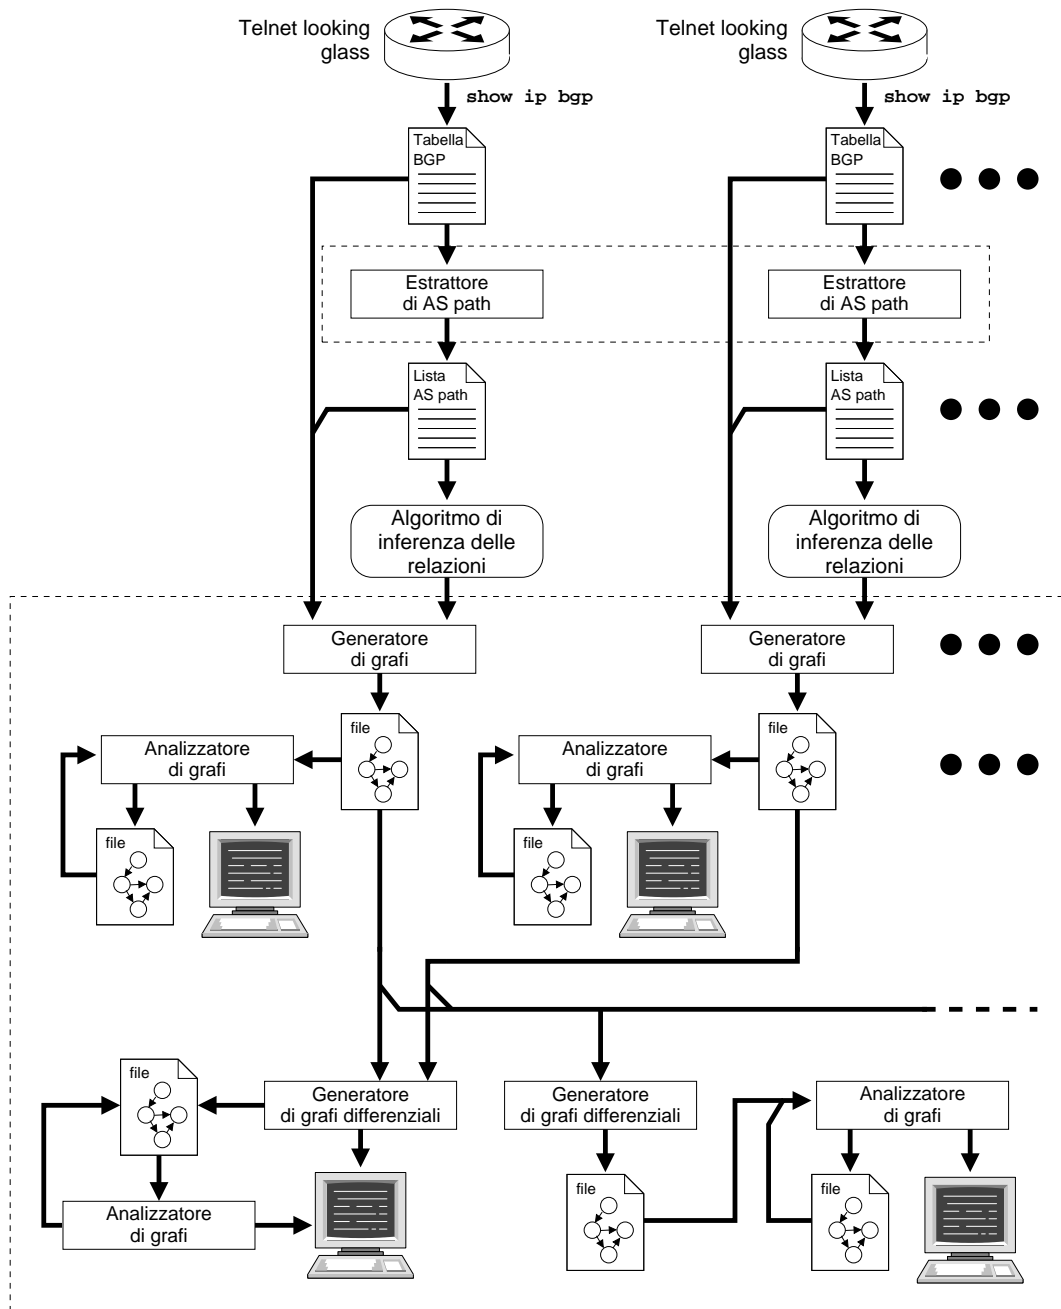 Telnet looking
glass
Telnet looking
glass
show ip bgp
show ip bgp
Tabella
BGP
Tabella
BGP
Estrattore
di AS path
Estrattore
di AS path
Lista
AS path
Lista
AS path
Algoritmo di
inferenza delle
relazioni
Algoritmo di
inferenza delle
relazioni
Generatore
di grafi
Generatore
di grafi
file
file
Analizzatore
di grafi
Analizzatore
di grafi
file
file
file
Generatore
di grafi differenziali
Generatore
di grafi differenziali
Analizzatore
di grafi
file
file
Analizzatore
di grafi